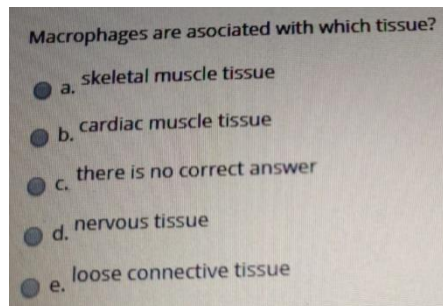 Macrophages are asociated with which tissue?
a. skeletal muscle tissue
b. cardiac muscle tissue
c. there is no correct answer
d. nervous tissue
e. loose connective tissue